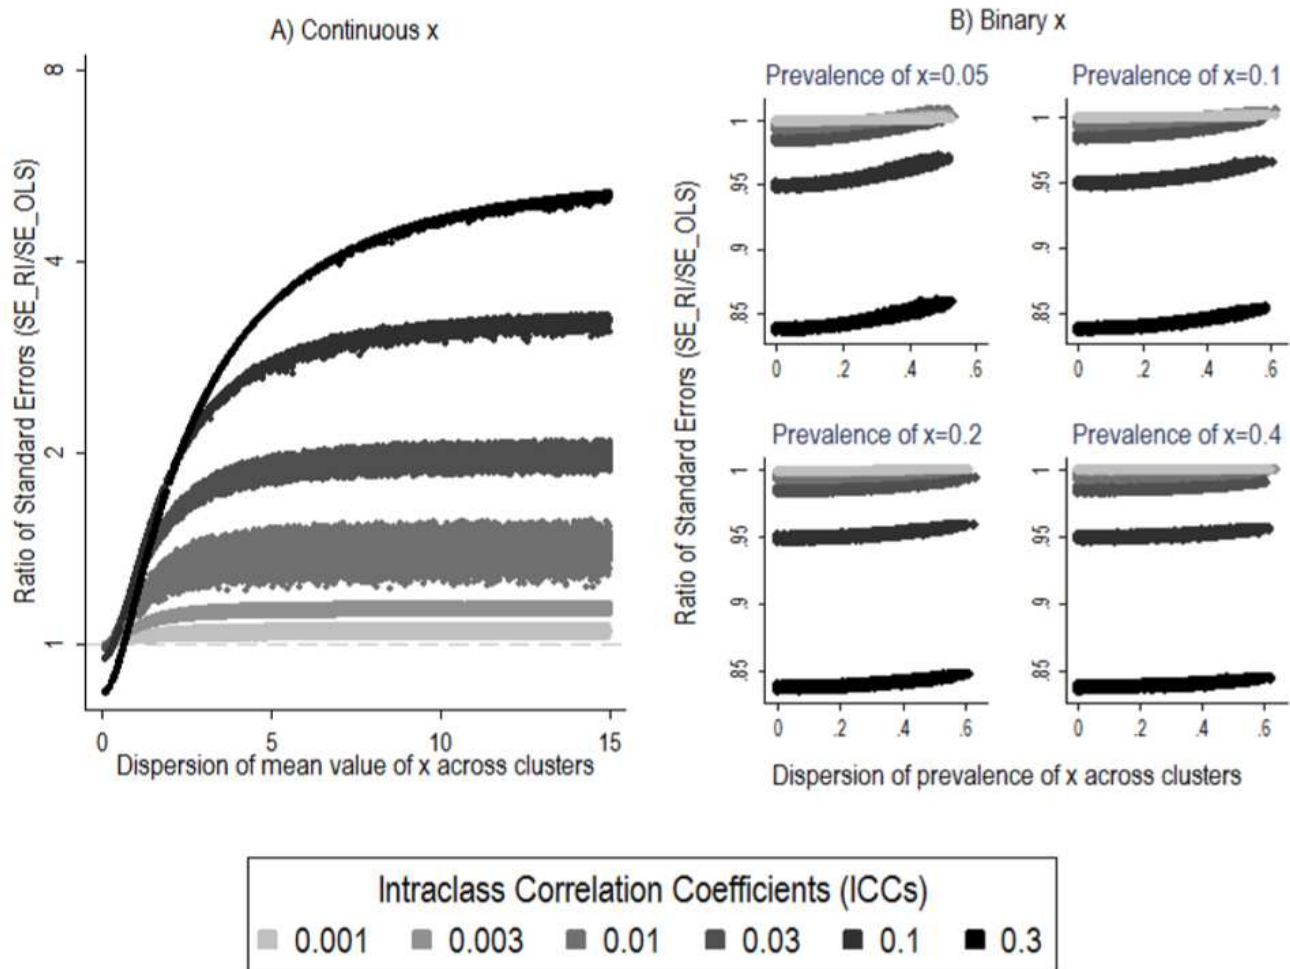 A) Continuous x
Ratio of Standard Errors (SE_RI/SE_OLS)
8
4
2
1
0 5 10 15
Dispersion of mean value of x across clusters
B) Binary x
Ratio of Standard Errors (SE_RI/SE_OLS)
Prevalence of x=0.05
1
.95
.9
.85
0 .2 .4 .6
Prevalence of x=0.1
1
.95
.9
.85
0 .2 .4 .6
Prevalence of x=0.2
1
.95
.9
.85
0 .2 .4 .6
Prevalence of x=0.4
1
.95
.9
.85
0 .2 .4 .6
Dispersion of prevalence of x across clusters
Intraclass Correlation Coefficients (ICCs)
0.001 0.003 0.01 0.03 0.1 0.3